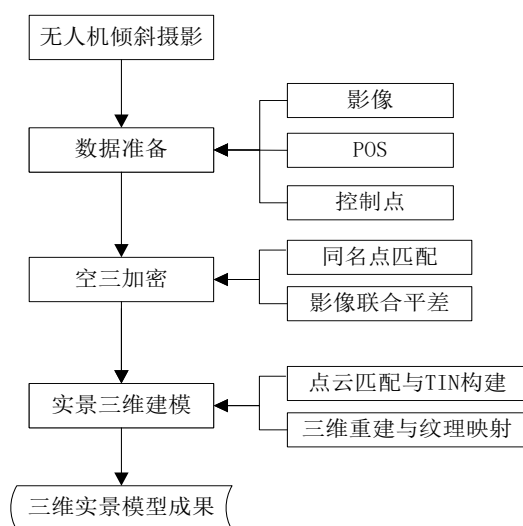 无人机倾斜摄影
影像
数据准备
POS
控制点
同名点匹配
空三加密
影像联合平差
点云匹配与TIN构建
实景三维建模
三维重建与纹理映射
三维实景模型成果